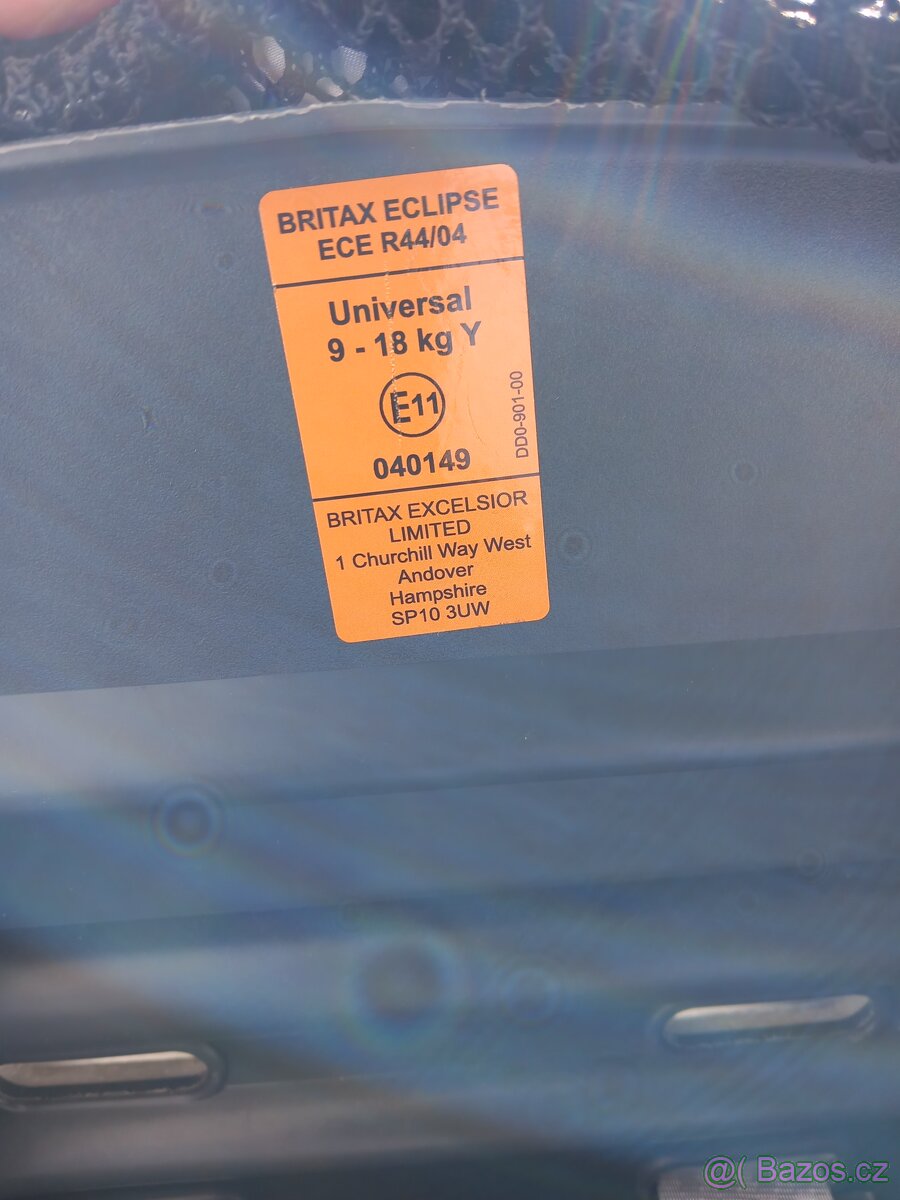 BRITAX ECLIPSE
ECE R44/04
Universal
9 - 18 kg Y
E11
040149
DD0-901-00
BRITAX EXCELSIOR
LIMITED
1 Churchill Way West
Andover
Hampshire
SP10 3UW
@( Bazos.cz